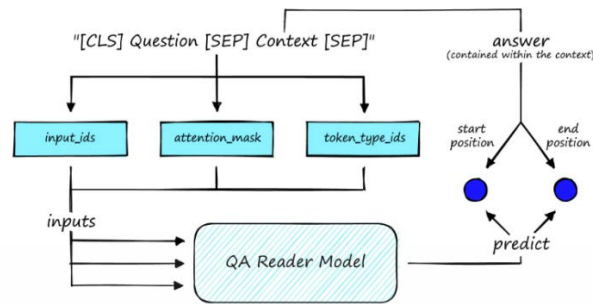 "[CLS] Question [SEP] Context [SEP]"
answer
(contained within the context)
input_ids
attention_mask
token_type_ids
start
position
end
position
inputs
QA Reader Model
predict